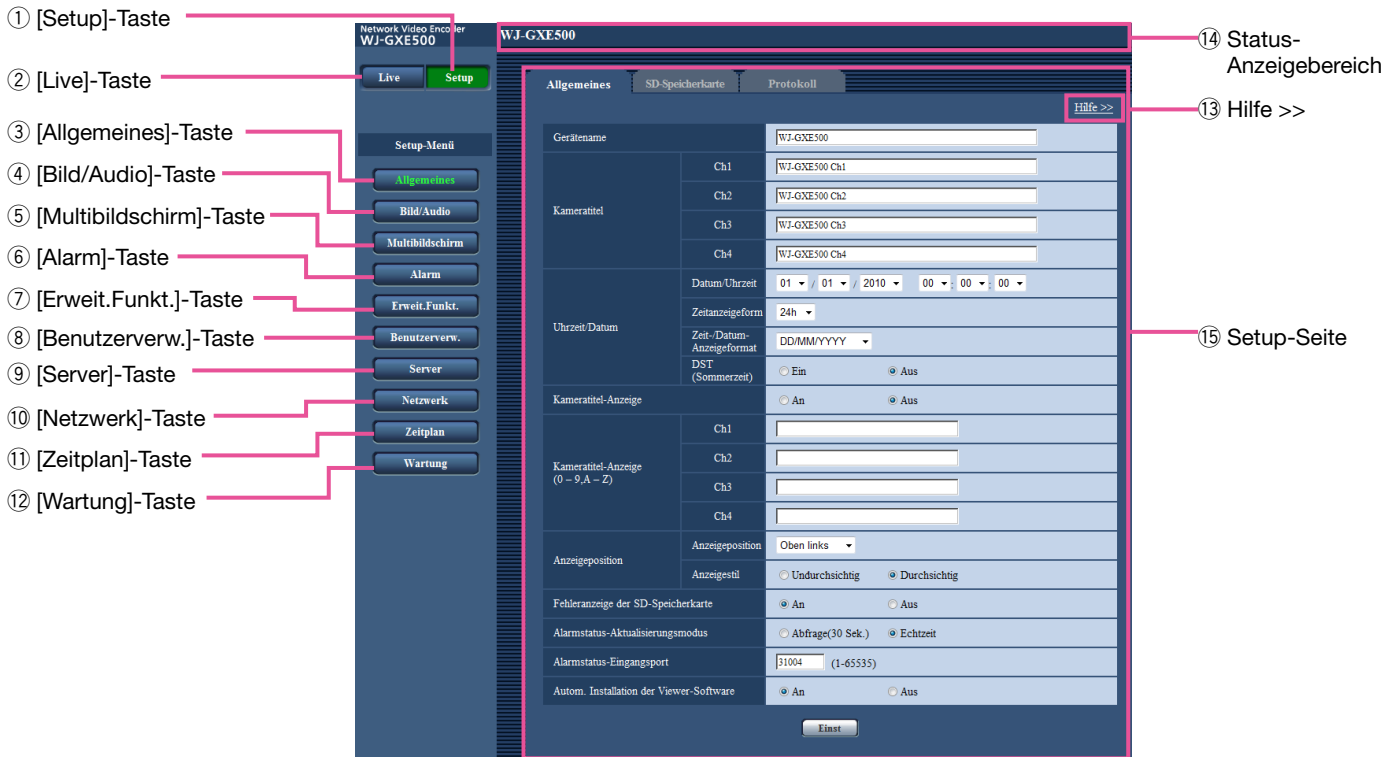 ① [Setup]-Taste
② [Live]-Taste
③ [Allgemeines]-Taste
④ [Bild/Audio]-Taste
⑤ [Multibildschirm]-Taste
⑥ [Alarm]-Taste
⑦ [Erweit.Funkt.]-Taste
⑧ [Benutzerverw.]-Taste
⑨ [Server]-Taste
⑩ [Netzwerk]-Taste
⑪ [Zeitplan]-Taste
⑫ [Wartung]-Taste
Network Video Encoder
WJ-GXE500
Live Setup
Setup-Menü
Allgemeines
Bild/Audio
Multibildschirm
Alarm
Erweit.Funkt.
Benutzerverw.
Server
Netzwerk
Zeitplan
Wartung
WJ-GXE500
Allgemeines SD-Speicherkarte Protokoll
Hilfe >>
Gerätename WJ-GXE500
Kameratitel
Ch1 WJ-GXE500 Ch1
Ch2 WJ-GXE500 Ch2
Ch3 WJ-GXE500 Ch3
Ch4 WJ-GXE500 Ch4
Uhrzeit/Datum
Datum/Uhrzeit 01 / 01 / 2010 00 : 00 : 00
Zeitanzeigeform 24h
Zeit-/Datum-
Anzeigeformat DD/MM/YYYY
DST
(Sommerzeit) Ein Aus
Kameratitel-Anzeige An Aus
Kameratitel-Anzeige
(0 – 9,A – Z)
Ch1
Ch2
Ch3
Ch4
Anzeigeposition
Anzeigeposition Oben links
Anzeigestil Undurchsichtig Durchsichtig
Fehleranzeige der SD-Speicherkarte An Aus
Alarmstatus-Aktualisierungsmodus Abfrage(30 Sek.) Echtzeit
Alarmstatus-Eingangsport 31004 (1-65535)
Autom. Installation der Viewer-Software An Aus
Einst
⑭ Status-
Anzeigebereich
⑬ Hilfe >>
⑮ Setup-Seite